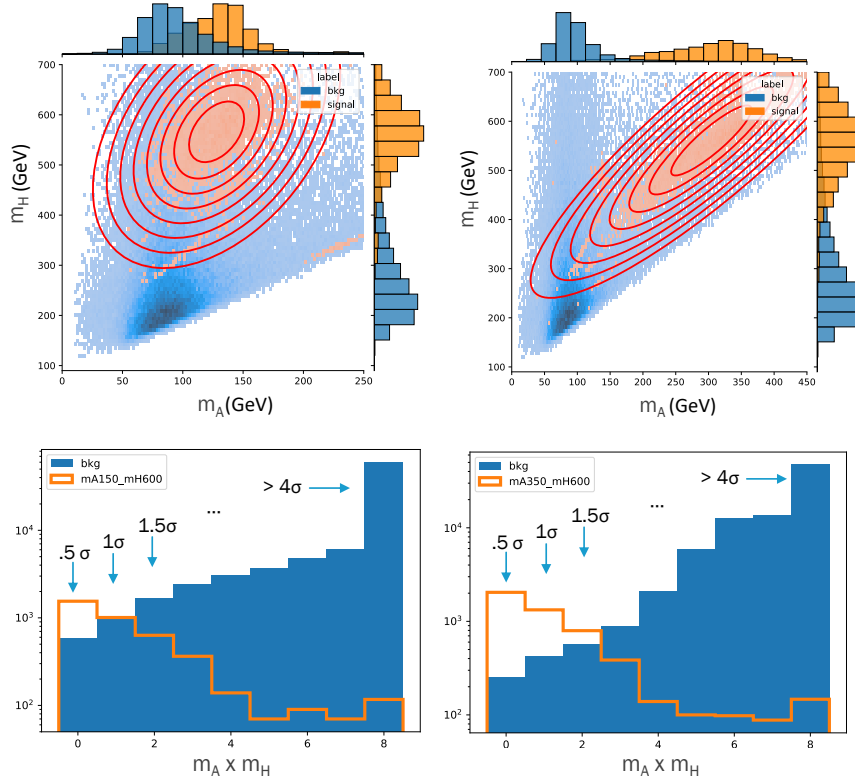 700
600
500
400
300
200
100
m_H (GeV)
label
bkg
signal
0
50
100
150
200
250
m_A (GeV)
700
600
500
400
300
200
100
m_H (GeV)
label
bkg
signal
0
50
100
150
200
250
300
350
400
450
m_A (GeV)
bkg
mA150_mH600
> 4σ
...
1.5σ
1σ
.5 σ
10^4
10^3
10^2
0
2
4
6
8
m_A x m_H
bkg
mA350_mH600
> 4σ
...
1.5σ
1σ
.5 σ
10^4
10^3
10^2
0
2
4
6
8
m_A x m_H